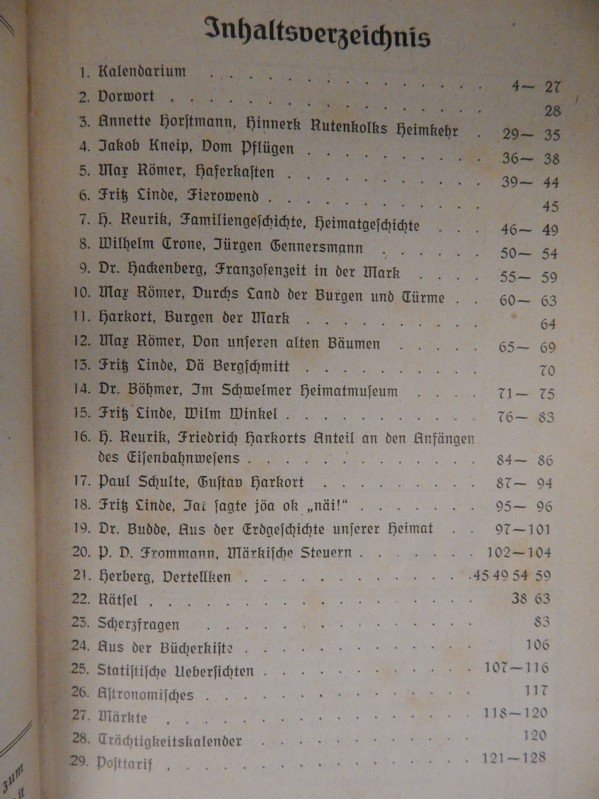 Inhaltsverzeichnis
1. Kalendarium . . . . . . . . . . . . 4— 27
2. Vorwort . . . . . . . . . . . . . 28
3. Annette Horstmann, Hinnerk Rutenkolks Heimkehr . 29— 35
4. Jakob Kneip, Vom Pflügen . . . . . . . . 36— 38
5. Max Römer, Haferkasten . . . . . . . . . 39— 44
6. Fritz Linde, Fierowend . . . . . . . . . 45
7. H. Reurik, Familiengeschichte, Heimatgeschichte . . . 46— 49
8. Wilhelm Crone, Jürgen Gennersmann . . . . . 50— 54
9. Dr. Hackenberg, Franzosenzeit in der Mark . . . . 55— 59
10. Max Römer, Durchs Land der Burgen und Türme . . 60— 63
11. Harkort, Burgen der Mark . . . . . . . . 64
12. Max Römer, Von unseren alten Bäumen . . . . 65— 69
13. Fritz Linde, Dä Bergschmitt . . . . . . . . 70
14. Dr. Böhmer, Im Schwelmer Heimatmuseum . . . . 71— 75
15. Fritz Linde, Wilm Winkel . . . . . . . . . 76— 83
16. H. Reurik, Friedrich Harkorts Anteil an den Anfängen
des Eisenbahnwesens . . . . . . . . . . 84— 86
17. Paul Schulte, Gustav Harkort . . . . . . . 87— 94
18. Fritz Linde, sagte jöa ok „näi!“ . . . . . . 95— 96
19. Dr. Budde, Aus der Erdgeschichte unserer Heimat . . 97—101
20. P. D. Frommann, Märkische Steuern . . . . . . 102—104
21. Herberg, Vertellken . . . . . . . . . . 45 49 54 59
22. Rätsel . . . . . . . . . . . . . 38 63
23. Scherzfragen . . . . . . . . . . . . 83
24. Aus der Bücherkiste . . . . . . . . . . 106
25. Statistische Uebersichten . . . . . . . . . 107—116
26. Astronomisches . . . . . . . . . . . 117
27. Märkte . . . . . . . . . . . . . 118—120
28. Trächtigkeitskalender . . . . . . . . . . 120
29. Posttarif . . . . . . . . . . . . . 121—128
zum